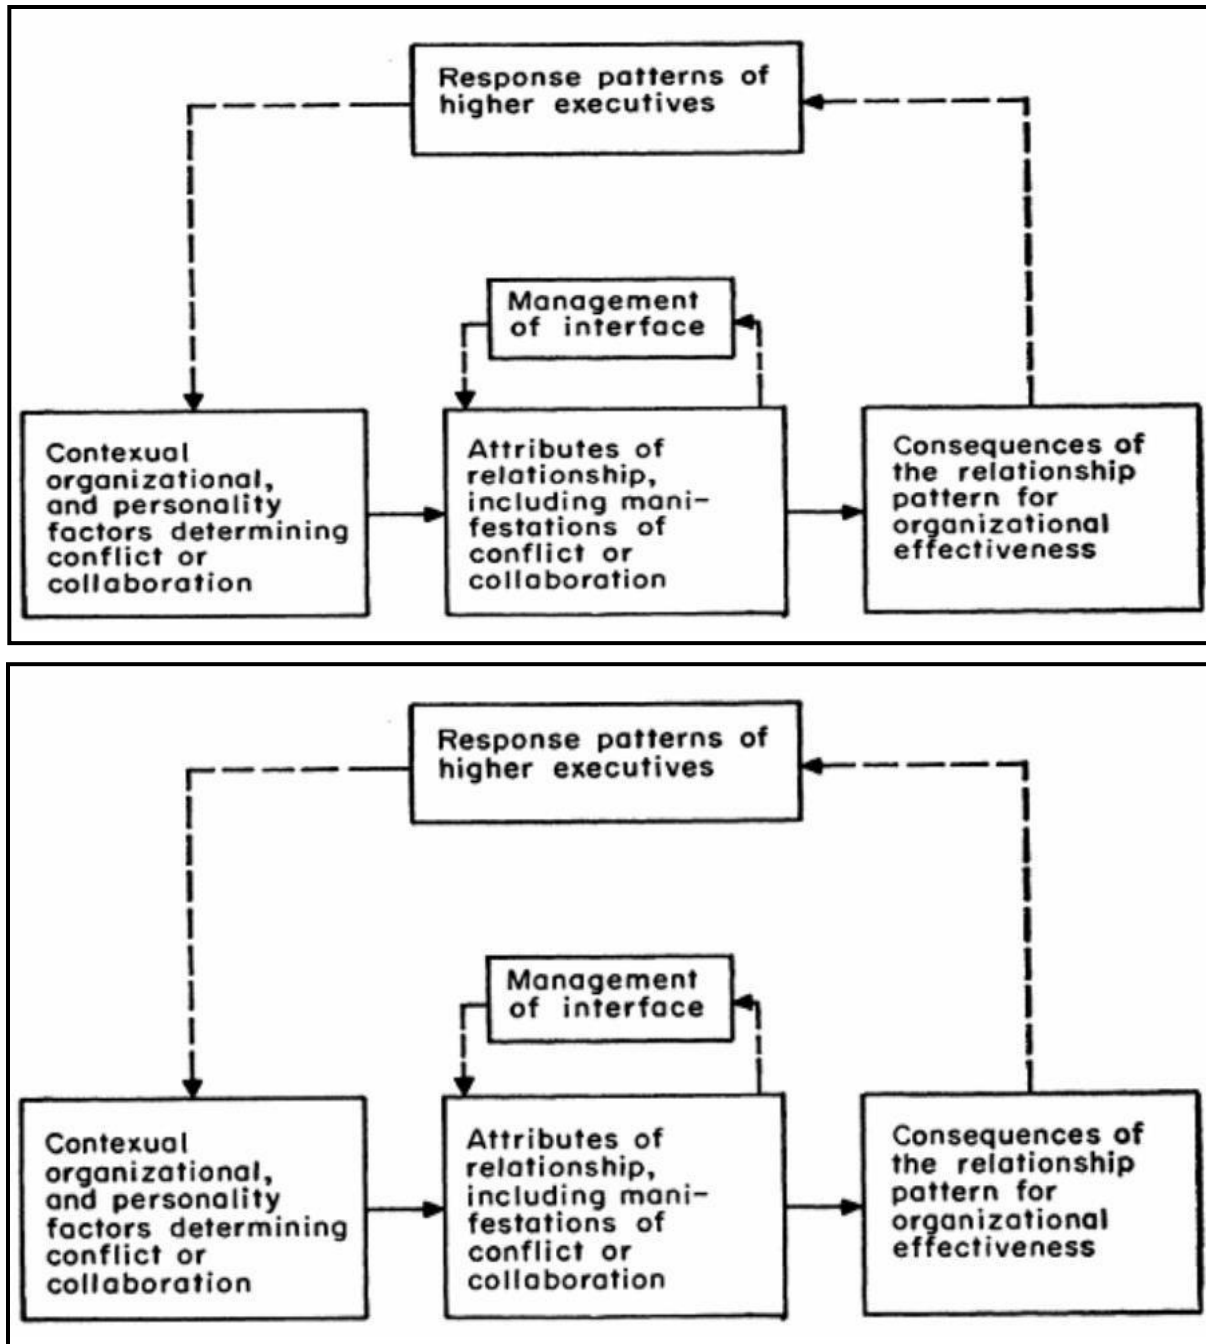 Response patterns of
higher executives
Management
of interface
Contexual
organizational,
and personality
factors determining
conflict or
collaboration
Attributes of
relationship,
including mani-
festations of
conflict or
collaboration
Consequences of
the relationship
pattern for
organizational
effectiveness
Response patterns of
higher executives
Management
of interface
Contexual
organizational,
and personality
factors determining
conflict or
collaboration
Attributes of
relationship,
including mani-
festations of
conflict or
collaboration
Consequences of
the relationship
pattern for
organizational
effectiveness